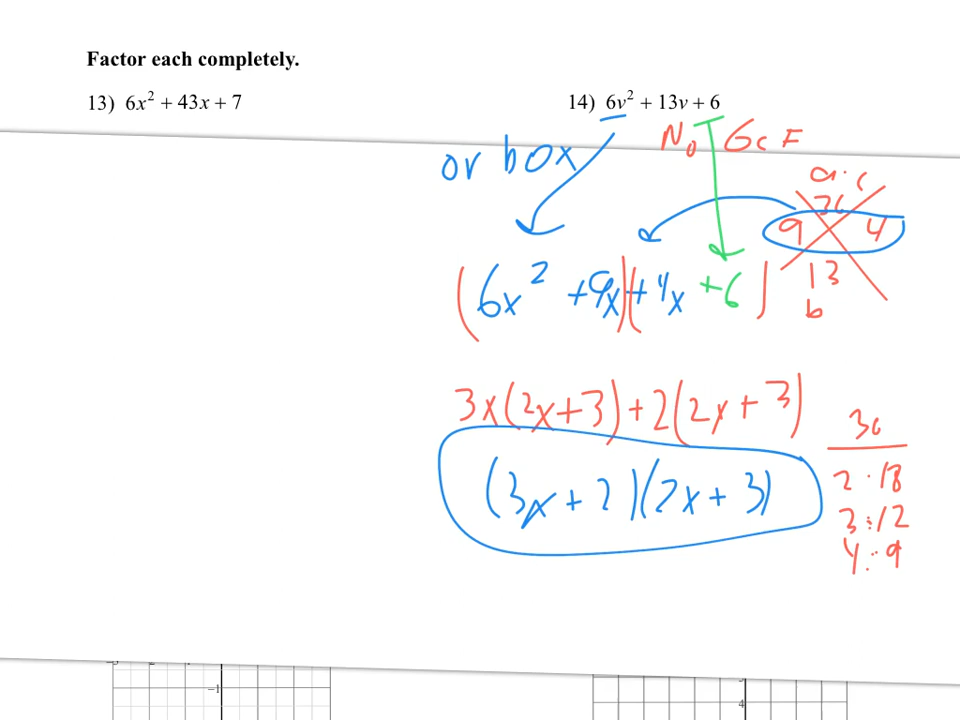 Factor each completely.
13) 6x² + 43x + 7
14) 6v² + 13v + 6
No GCF
or box
a·c
36
9 4
13
b
(6x² +9x)(+4x +6)
3x(2x+3)+2(2x+3)
(3x+2)(2x+3)
36
2·18
3·12
4·9
-1
4